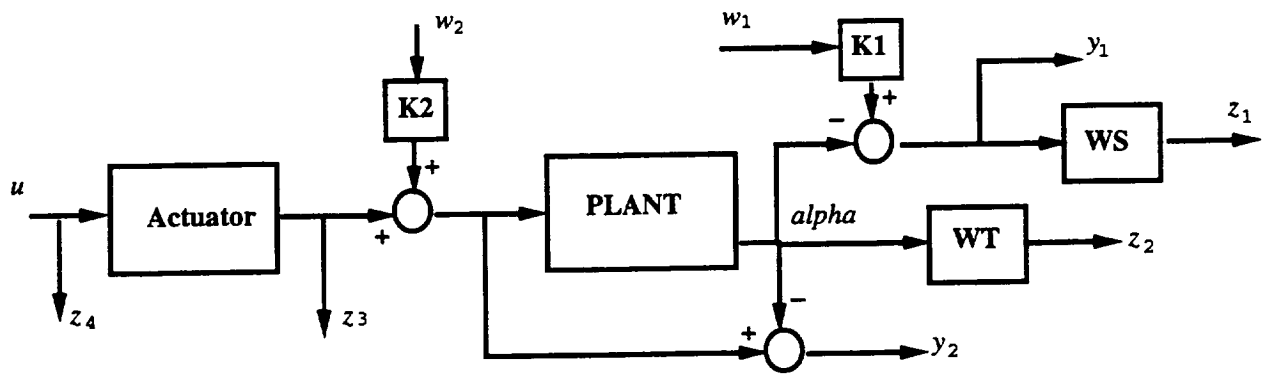 w2
w1
K1
y1
+
K2
-
z1
WS
+
u
Actuator
PLANT
alpha
WT
z2
+
-
z4
z3
+
y2